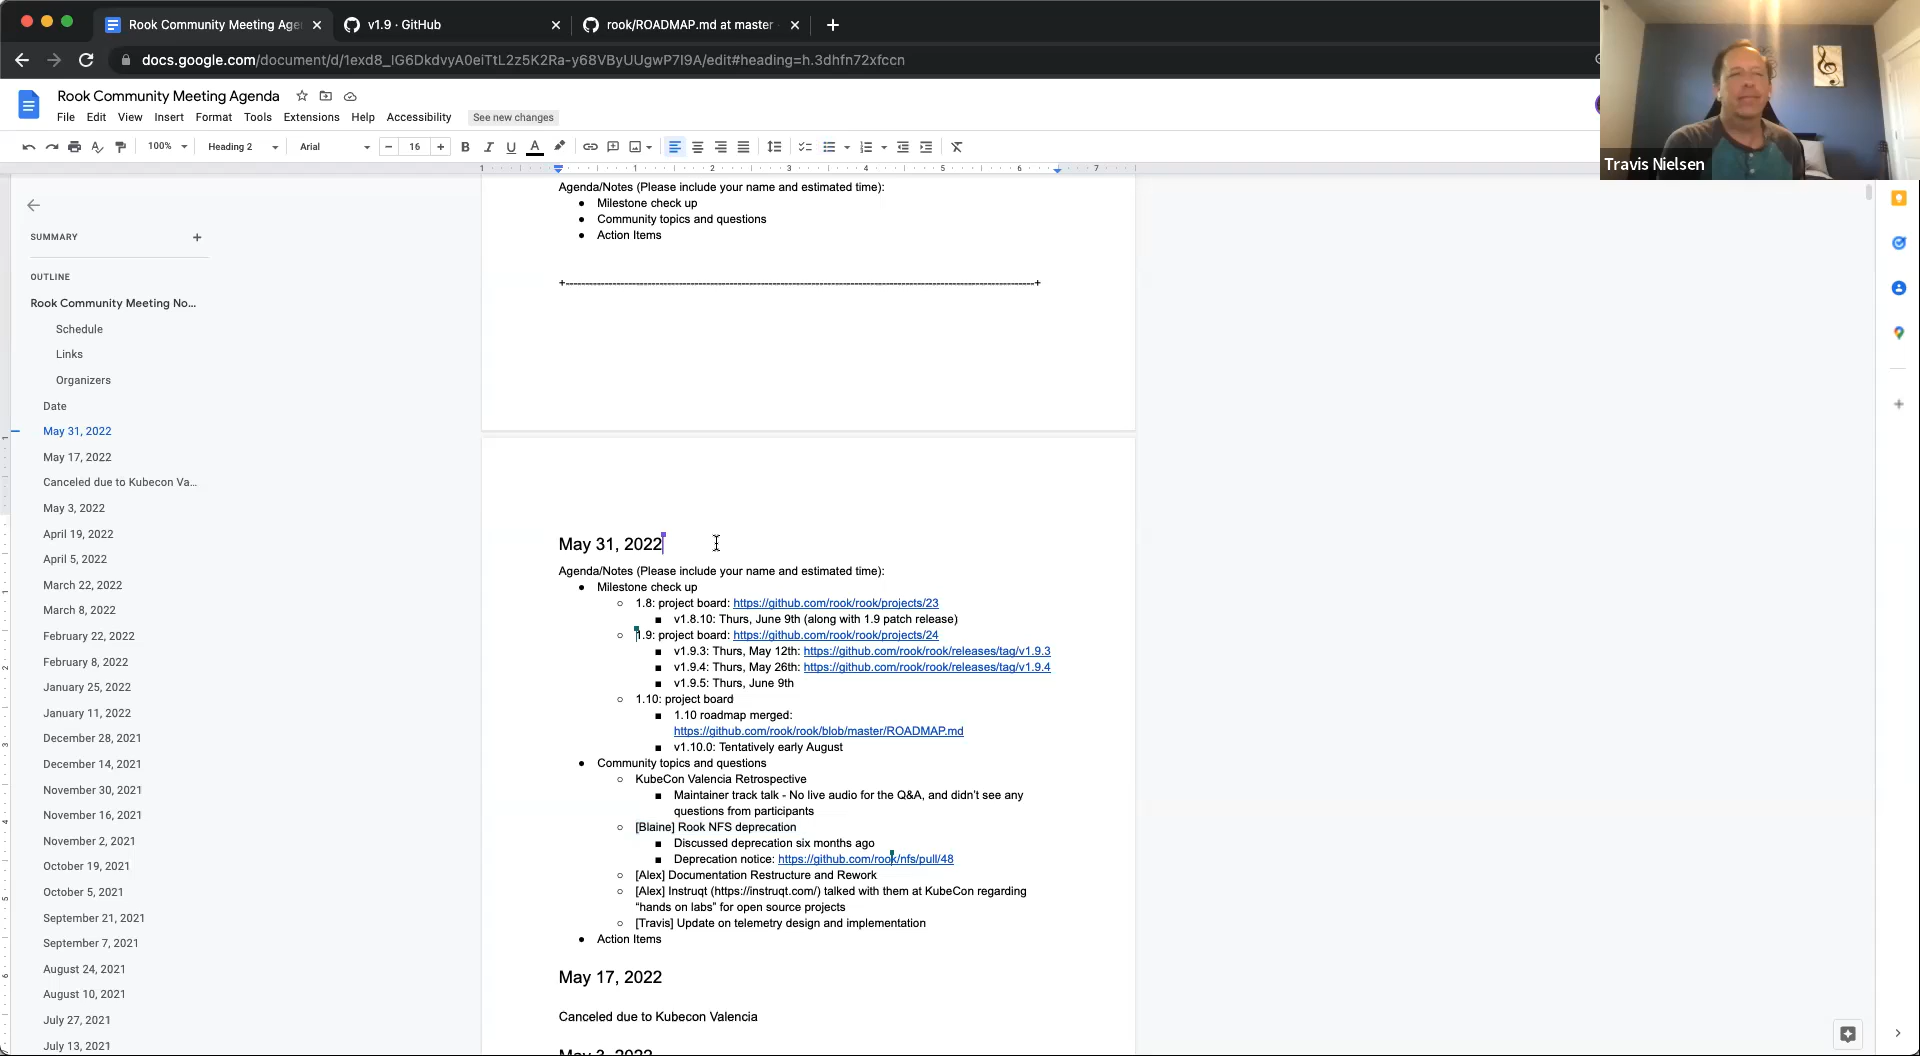 Rook Community Meeting Age
v1.9 · GitHub
rook/ROADMAP.md at master
docs.google.com/document/d/1exd8_IG6DkdvyA0eiTtL2z5K2Ra-y68VByUUgwP7I9A/edit#heading=h.3dhfn72xfccn
Travis Nielsen
Rook Community Meeting Agenda
File Edit View Insert Format Tools Extensions Help Accessibility See new changes
100% Heading 2 Arial 16
1 1 2 3 4 5 6 7
SUMMARY
OUTLINE
Rook Community Meeting No...
Schedule
Links
Organizers
Date
May 31, 2022
May 17, 2022
Canceled due to Kubecon Va...
May 3, 2022
April 19, 2022
April 5, 2022
March 22, 2022
March 8, 2022
February 22, 2022
February 8, 2022
January 25, 2022
January 11, 2022
December 28, 2021
December 14, 2021
November 30, 2021
November 16, 2021
November 2, 2021
October 19, 2021
October 5, 2021
September 21, 2021
September 7, 2021
August 24, 2021
August 10, 2021
July 27, 2021
July 13, 2021
Agenda/Notes (Please include your name and estimated time):
● Milestone check up
● Community topics and questions
● Action Items
May 31, 2022
Agenda/Notes (Please include your name and estimated time):
● Milestone check up
○ 1.8: project board: https://github.com/rook/rook/projects/23
■ v1.8.10: Thurs, June 9th (along with 1.9 patch release)
○ 1.9: project board: https://github.com/rook/rook/projects/24
■ v1.9.3: Thurs, May 12th: https://github.com/rook/rook/releases/tag/v1.9.3
■ v1.9.4: Thurs, May 26th: https://github.com/rook/rook/releases/tag/v1.9.4
■ v1.9.5: Thurs, June 9th
○ 1.10: project board
■ 1.10 roadmap merged:
https://github.com/rook/rook/blob/master/ROADMAP.md
■ v1.10.0: Tentatively early August
● Community topics and questions
○ KubeCon Valencia Retrospective
■ Maintainer track talk - No live audio for the Q&A, and didn't see any
questions from participants
○ [Blaine] Rook NFS deprecation
■ Discussed deprecation six months ago
■ Deprecation notice: https://github.com/rook/nfs/pull/48
○ [Alex] Documentation Restructure and Rework
○ [Alex] Instruqt (https://instruqt.com/) talked with them at KubeCon regarding
"hands on labs" for open source projects
○ [Travis] Update on telemetry design and implementation
● Action Items
May 17, 2022
Canceled due to Kubecon Valencia
May 3, 2022